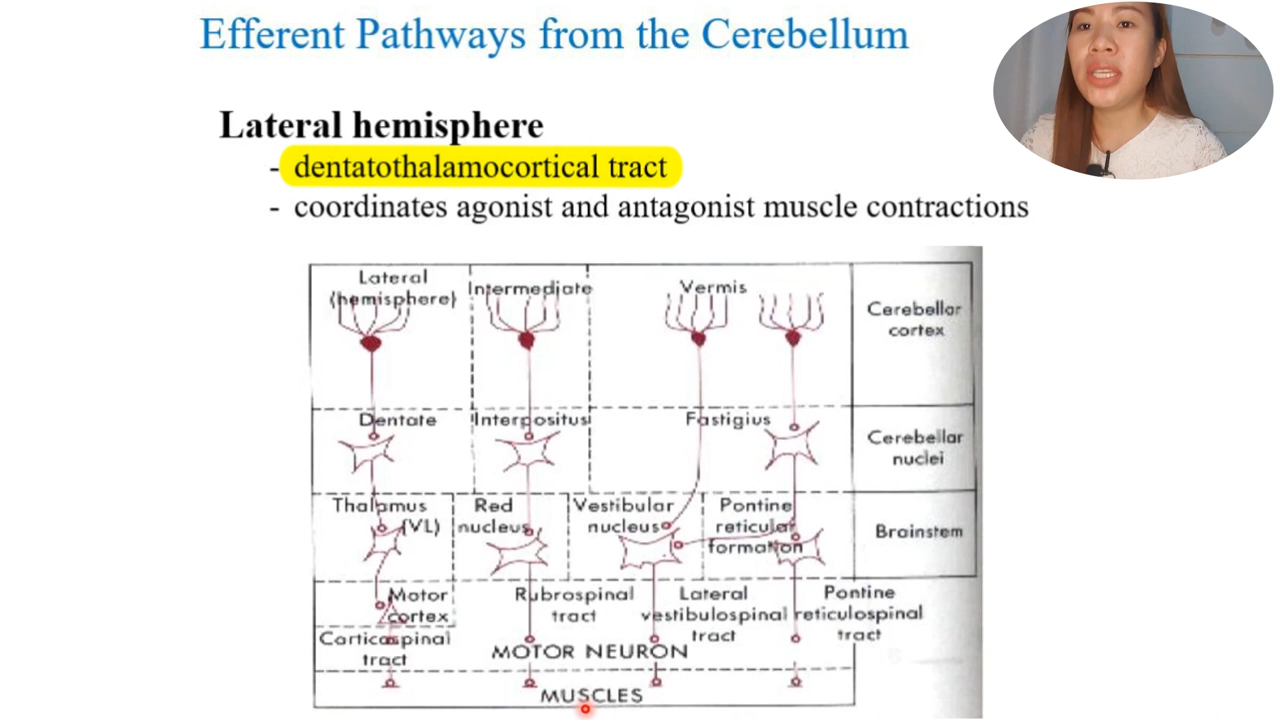 Efferent Pathways from the Cerebellum
Lateral hemisphere
- dentatothalamocortical tract
- coordinates agonist and antagonist muscle contractions
Lateral
(hemisphere)
Intermediate
Vermis
Cerebellar
cortex
Dentate
Interpositus
Fastigius
Cerebellar
nuclei
Thalamus
(VL)
Red
nucleus
Vestibular
nucleus
Pontine
reticular
formation
Brainstem
Motor
cortex
Rubrospinal
tract
Lateral
vestibulospinal
tract
Pontine
reticulospinal
tract
Corticospinal
tract
MOTOR NEURON
MUSCLES